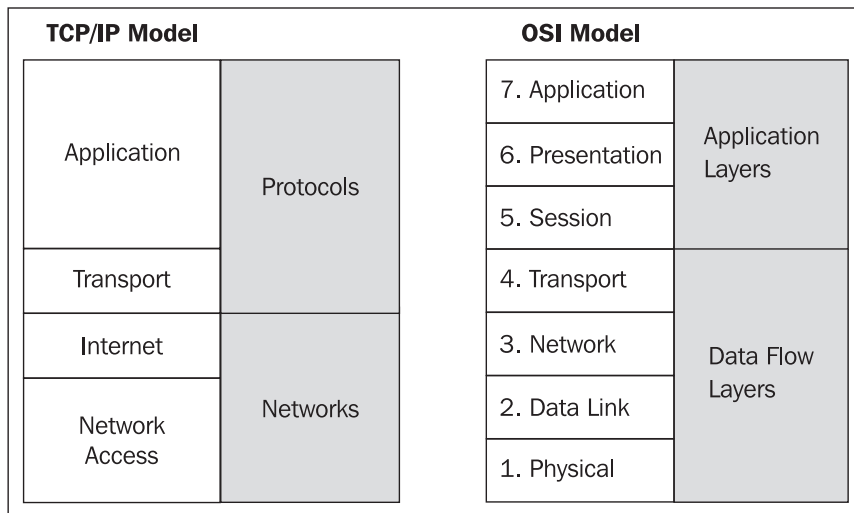 TCP/IP Model
Application
Transport
Internet
Network
Access
Protocols
Networks
OSI Model
7. Application
6. Presentation
5. Session
4. Transport
3. Network
2. Data Link
1. Physical
Application
Layers
Data Flow
Layers